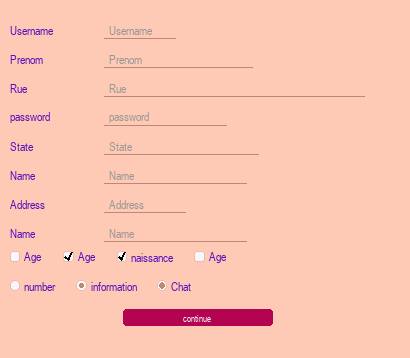 Username Username
Prenom Prenom
Rue Rue
password password
State State
Name Name
Address Address
Name Name
Age Age naissance Age
number information Chat
continue